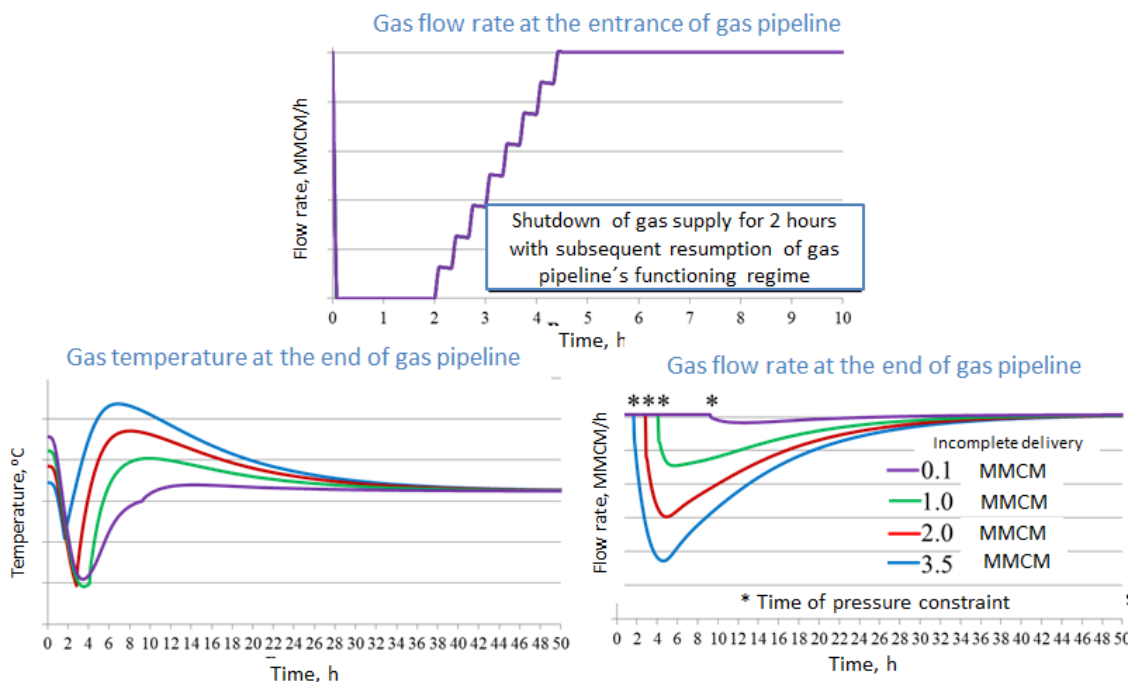 Gas flow rate at the entrance of gas pipeline
Flow rate, MMCM/h
Shutdown of gas supply for 2 hours
with subsequent resumption of gas
pipeline´s functioning regime
0 1 2 3 4 5 6 7 8 9 10
Time, h
Gas temperature at the end of gas pipeline
Temperature, ºC
0 2 4 6 8 10 12 14 16 18 20 22 24 26 28 30 32 34 36 38 40 42 44 46 48 50
Time, h
Gas flow rate at the end of gas pipeline
* * * *
Flow rate, MMCM/h
Incomplete delivery
0.1 MMCM
1.0 MMCM
2.0 MMCM
3.5 MMCM
* Time of pressure constraint
0 2 4 6 8 10 12 14 16 18 20 22 24 26 28 30 32 34 36 38 40 42 44 46 48 50
Time, h